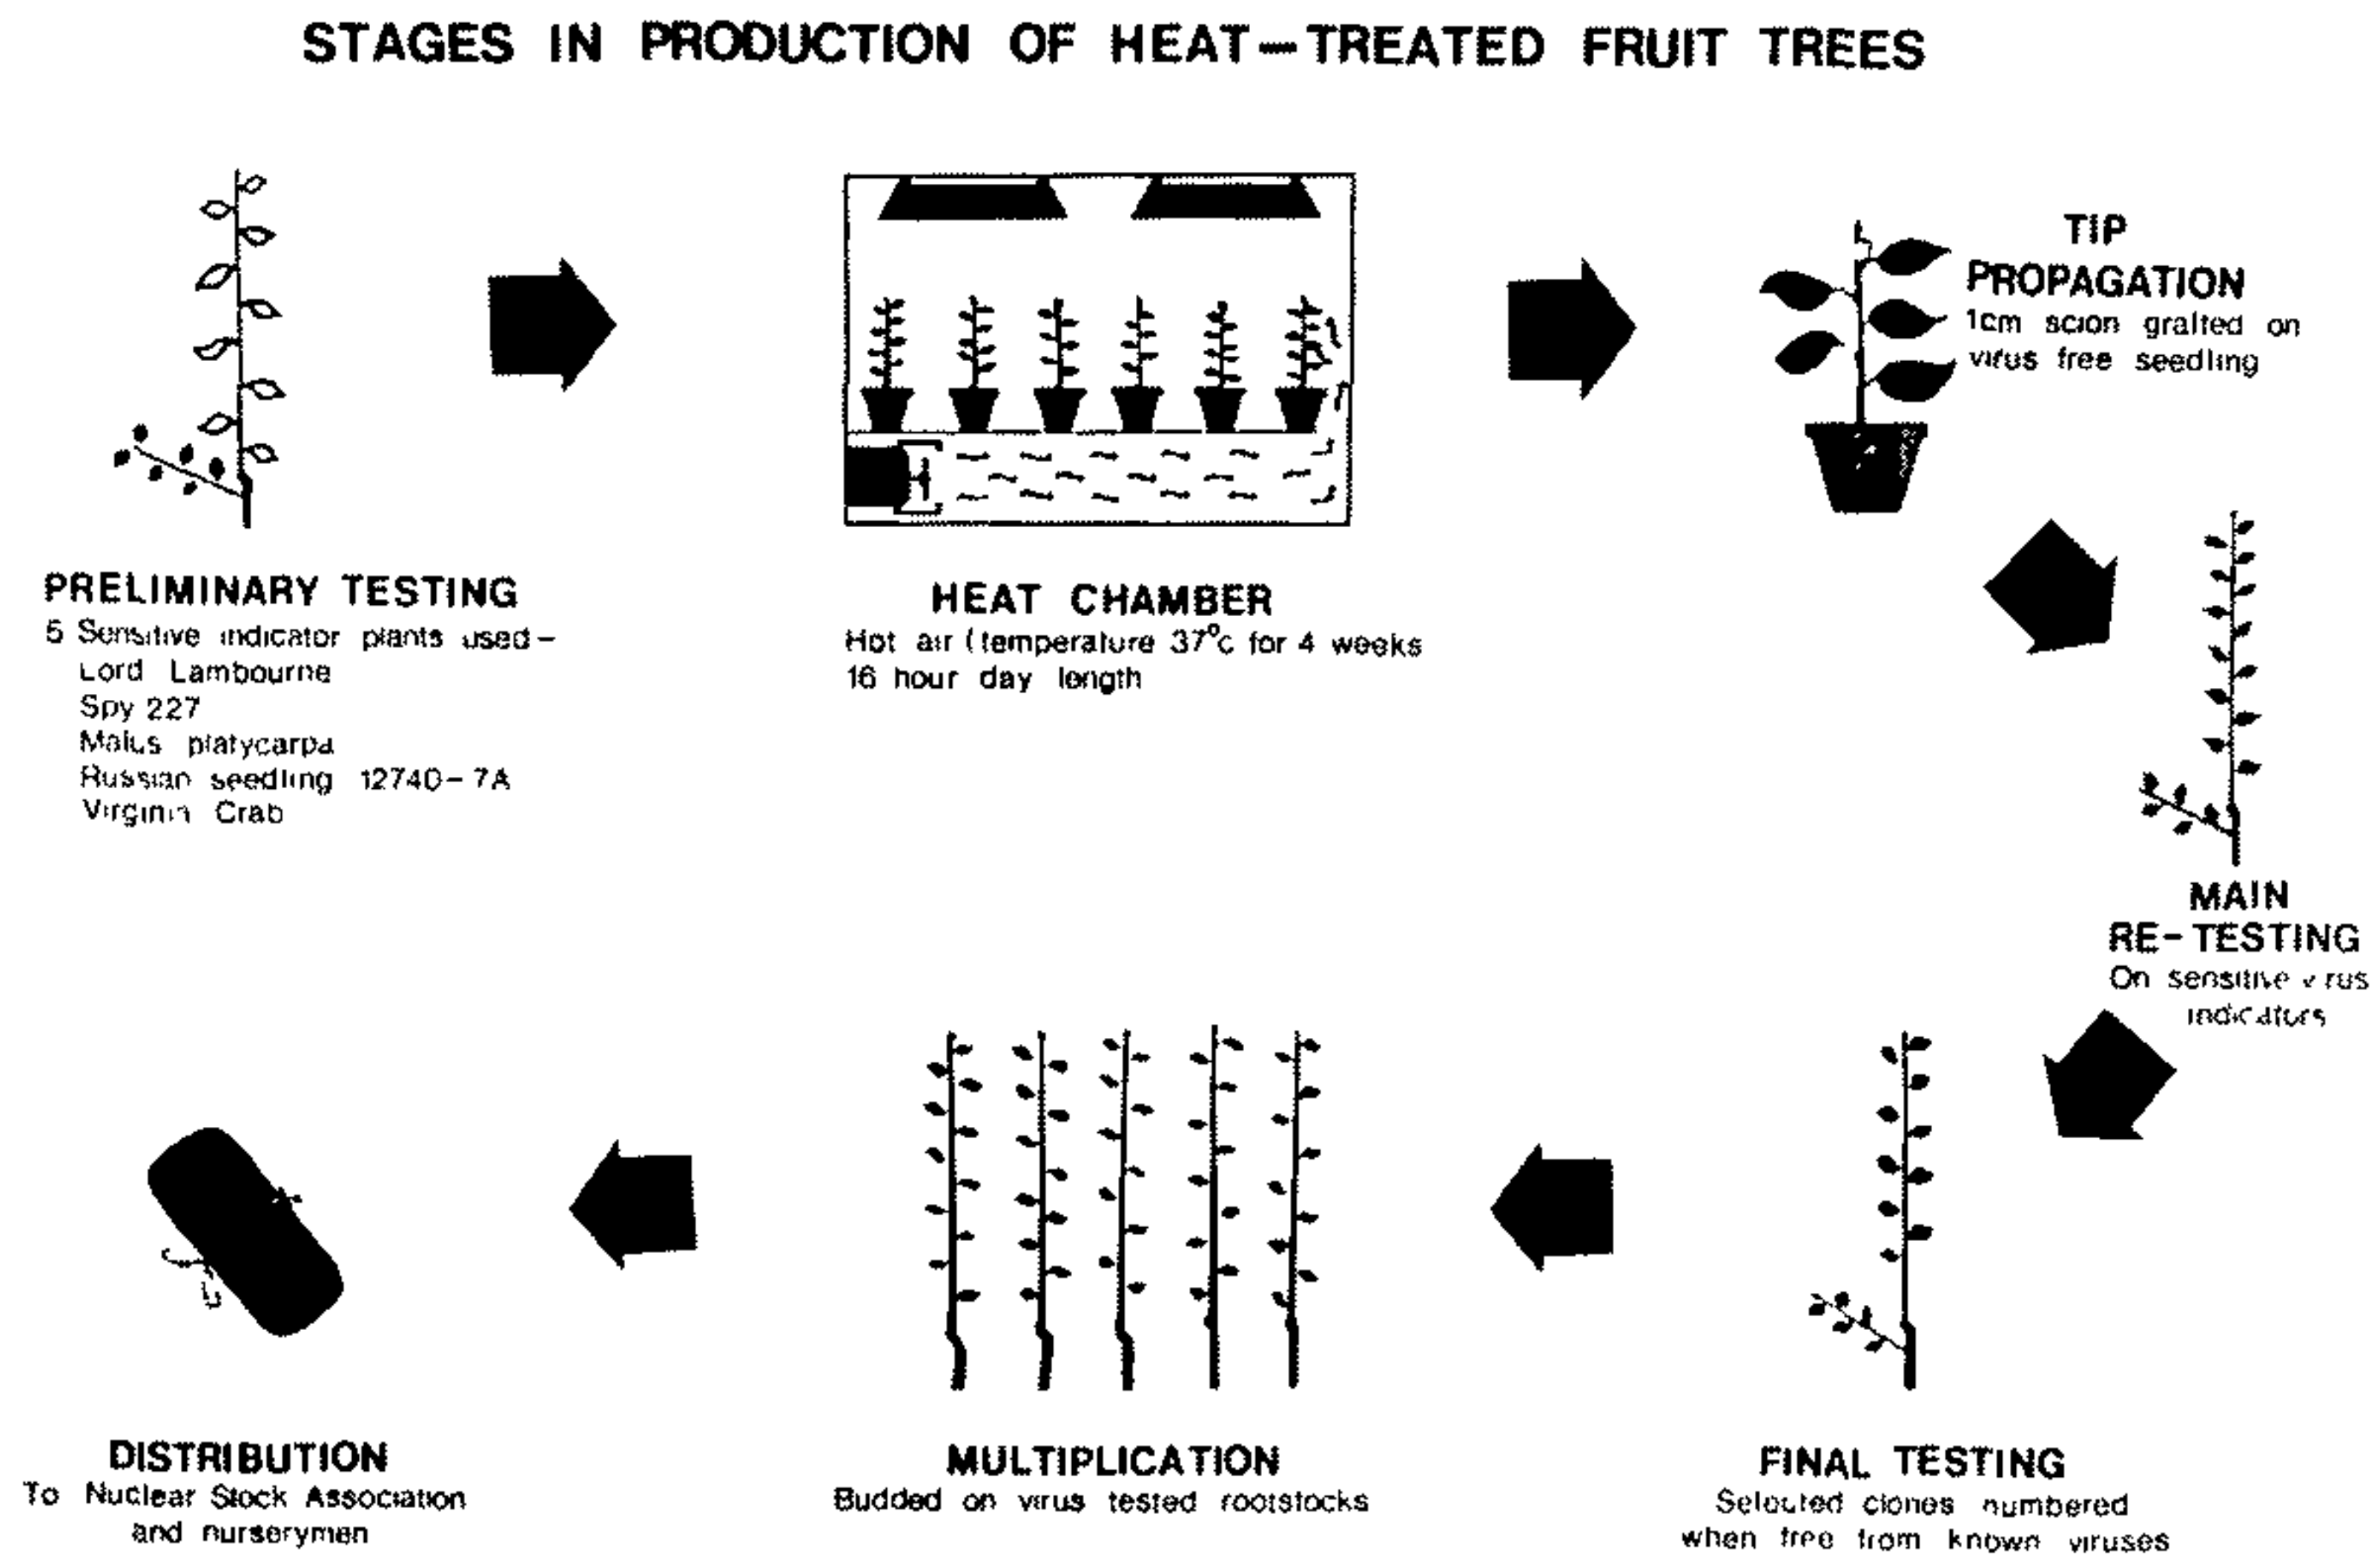 STAGES IN PRODUCTION OF HEAT-TREATED FRUIT TREES
PRELIMINARY TESTING
5 Sensitive indicator plants used-
Lord Lambourne
Spy 227
Malus platycarpa
Russian seedling 12740-7A
Virginia Crab
HEAT CHAMBER
Hot air (temperature 37°c for 4 weeks
16 hour day length
TIP
PROPAGATION
1cm scion grafted on
virus free seedling
MAIN
RE-TESTING
On sensitive virus
indicators
FINAL TESTING
Selected clones numbered
when free from known viruses
MULTIPLICATION
Budded on virus tested rootstocks
DISTRIBUTION
To Nuclear Stock Association
and nurserymen